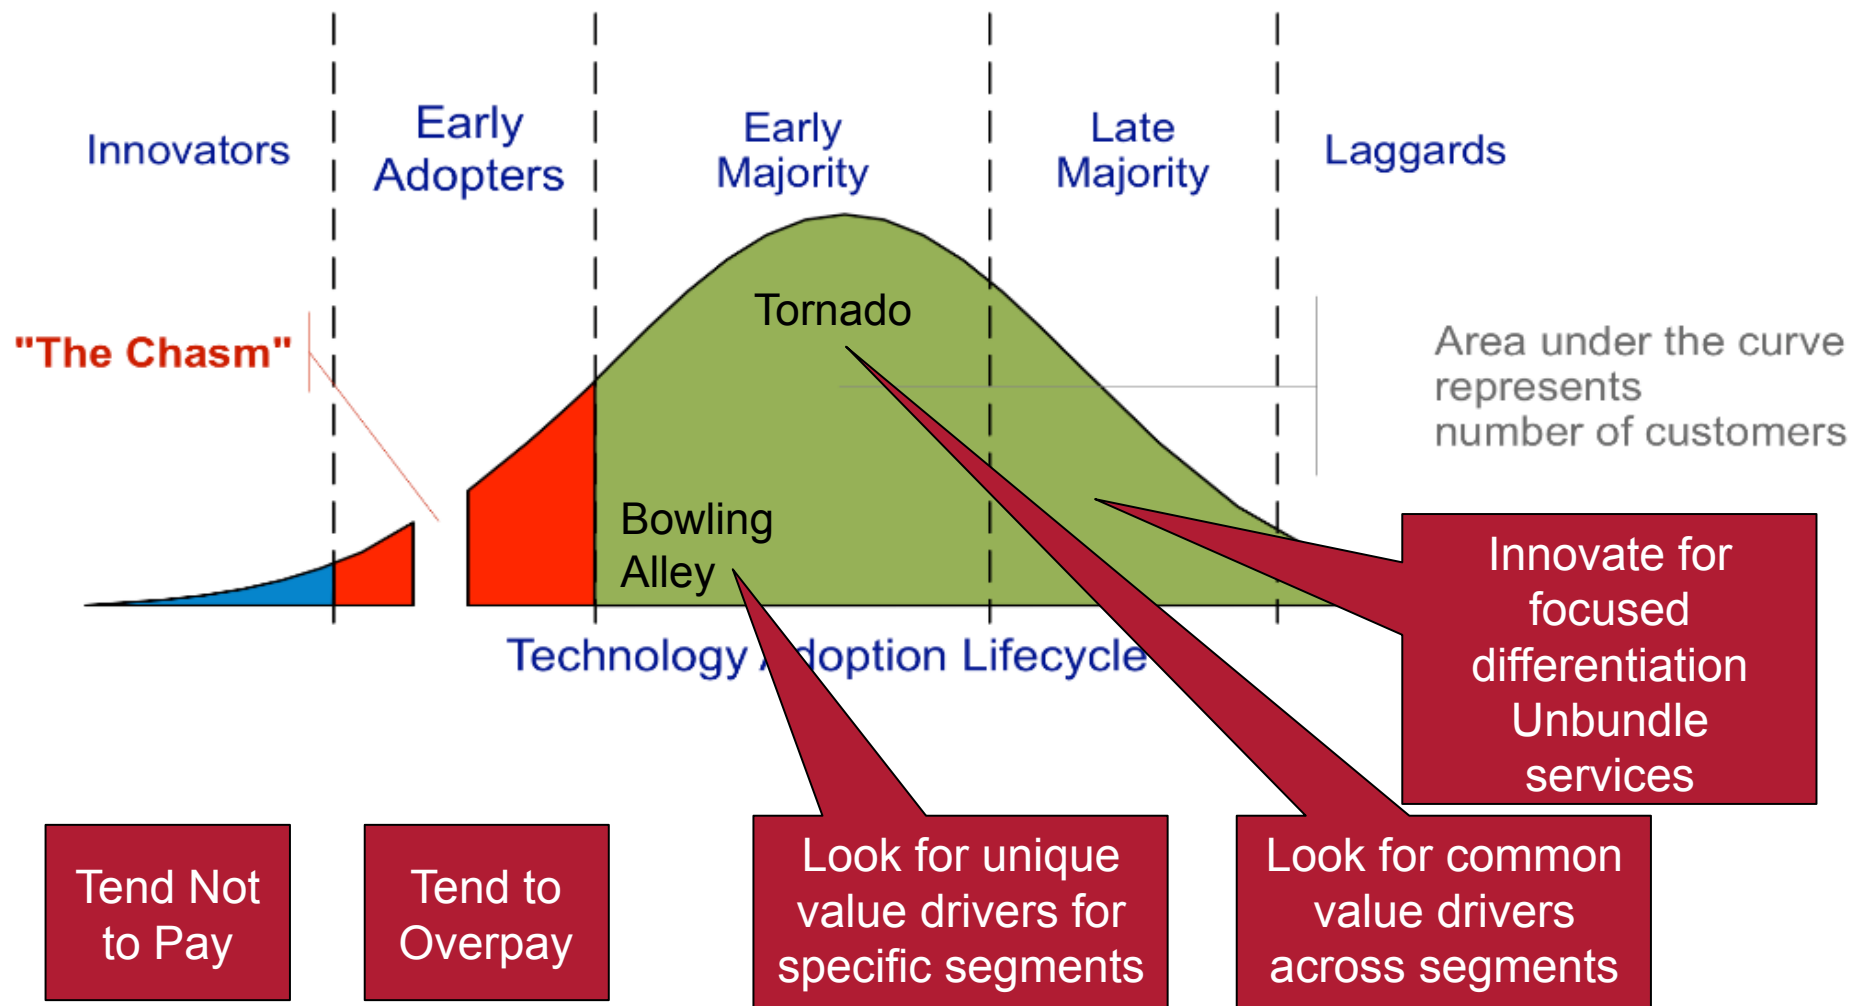 Innovators
Early
Adopters
Early
Majority
Late
Majority
Laggards
"The Chasm"
Tornado
Area under the curve
represents
number of customers
Bowling
Alley
Technology Adoption Lifecycle
Innovate for
focused
differentiation
Unbundle
services
Tend Not
to Pay
Tend to
Overpay
Look for unique
value drivers for
specific segments
Look for common
value drivers
across segments